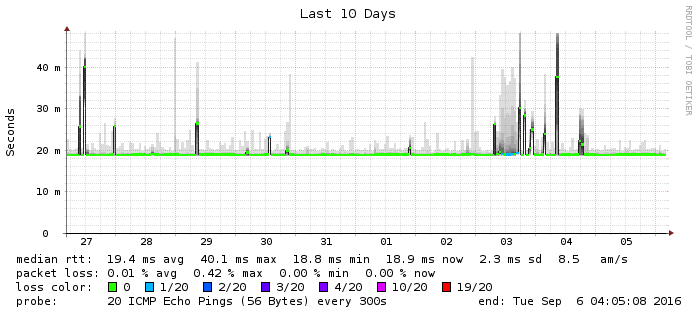 Last 10 Days
RRDTOOL / TOBI OETIKER
Seconds
40 m
30 m
20 m
10 m
0
27 28 29 30 31 01 02 03 04 05
median rtt: 19.4 ms avg 40.1 ms max 18.8 ms min 18.9 ms now 2.3 ms sd 8.5 am/s
packet loss: 0.01 % avg 0.42 % max 0.00 % min 0.00 % now
loss color: 0 1/20 2/20 3/20 4/20 10/20 19/20
probe: 20 ICMP Echo Pings (56 Bytes) every 300s end: Tue Sep 6 04:05:08 2016